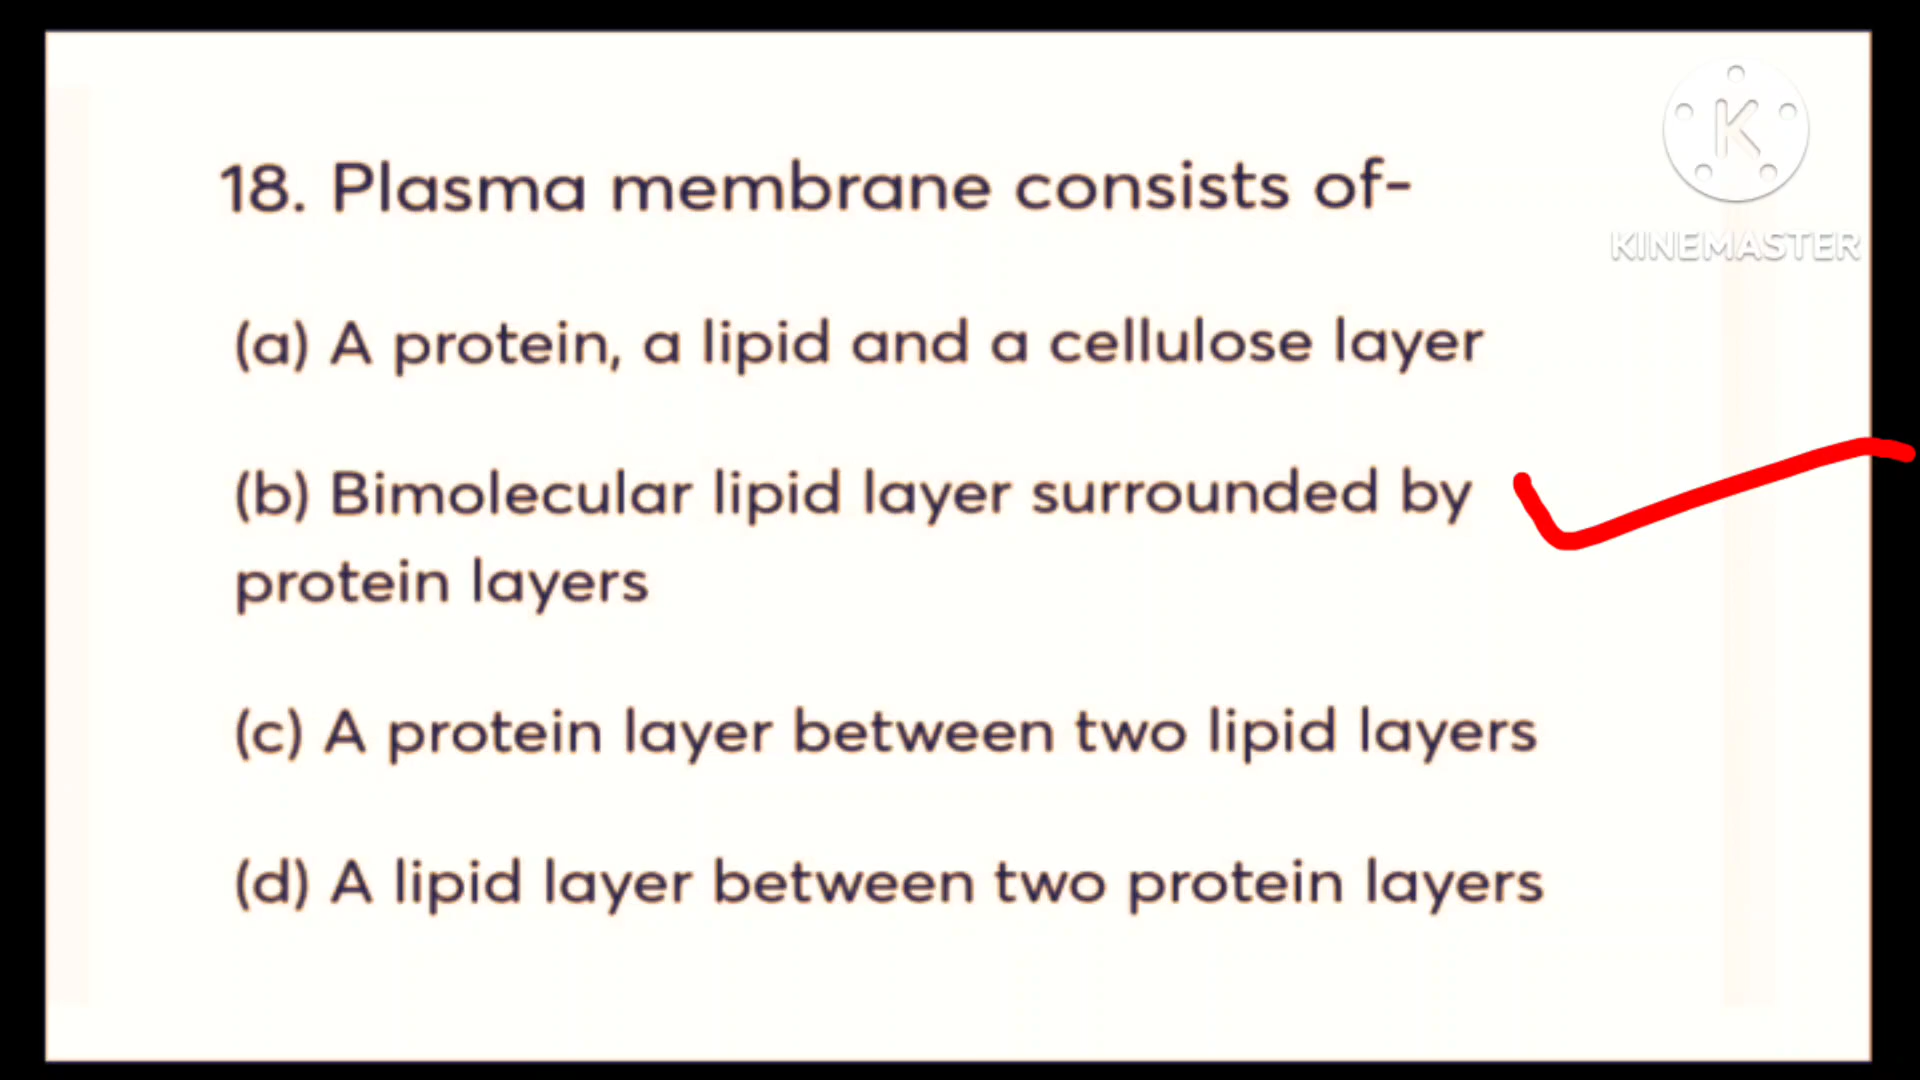 K
KINEMASTER
18. Plasma membrane consists of-
(a) A protein, a lipid and a cellulose layer
(b) Bimolecular lipid layer surrounded by
protein layers
(c) A protein layer between two lipid layers
(d) A lipid layer between two protein layers